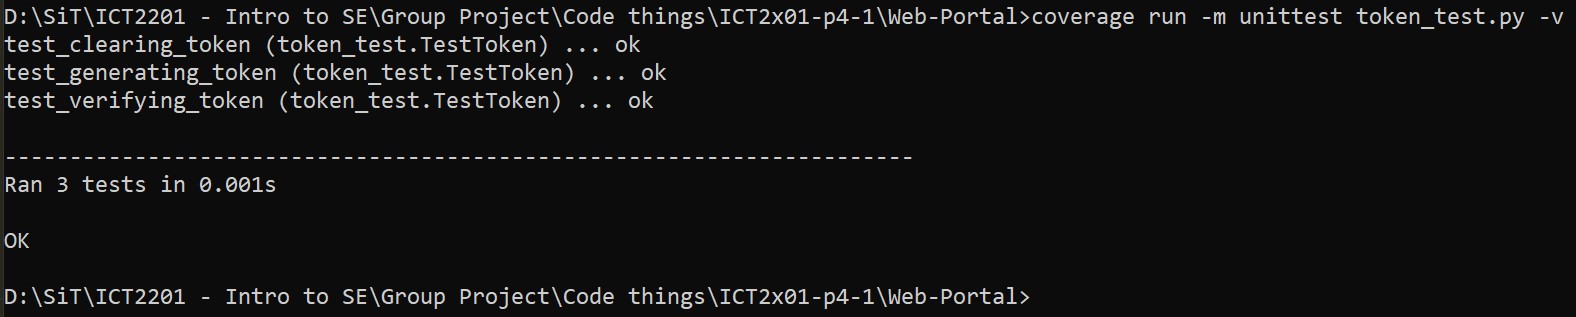 D:\SiT\ICT2201 - Intro to SE\Group Project\Code things\ICT2x01-p4-1\Web-Portal>coverage run -m unittest token_test.py -v
test_clearing_token (token_test.TestToken) ... ok
test_generating_token (token_test.TestToken) ... ok
test_verifying_token (token_test.TestToken) ... ok
----------------------------------------------------------------------
Ran 3 tests in 0.001s
OK
D:\SiT\ICT2201 - Intro to SE\Group Project\Code things\ICT2x01-p4-1\Web-Portal>